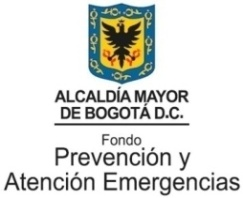 ALCALDÍA MAYOR
DE BOGOTÁ D.C.
Fondo
Prevención y
Atención Emergencias